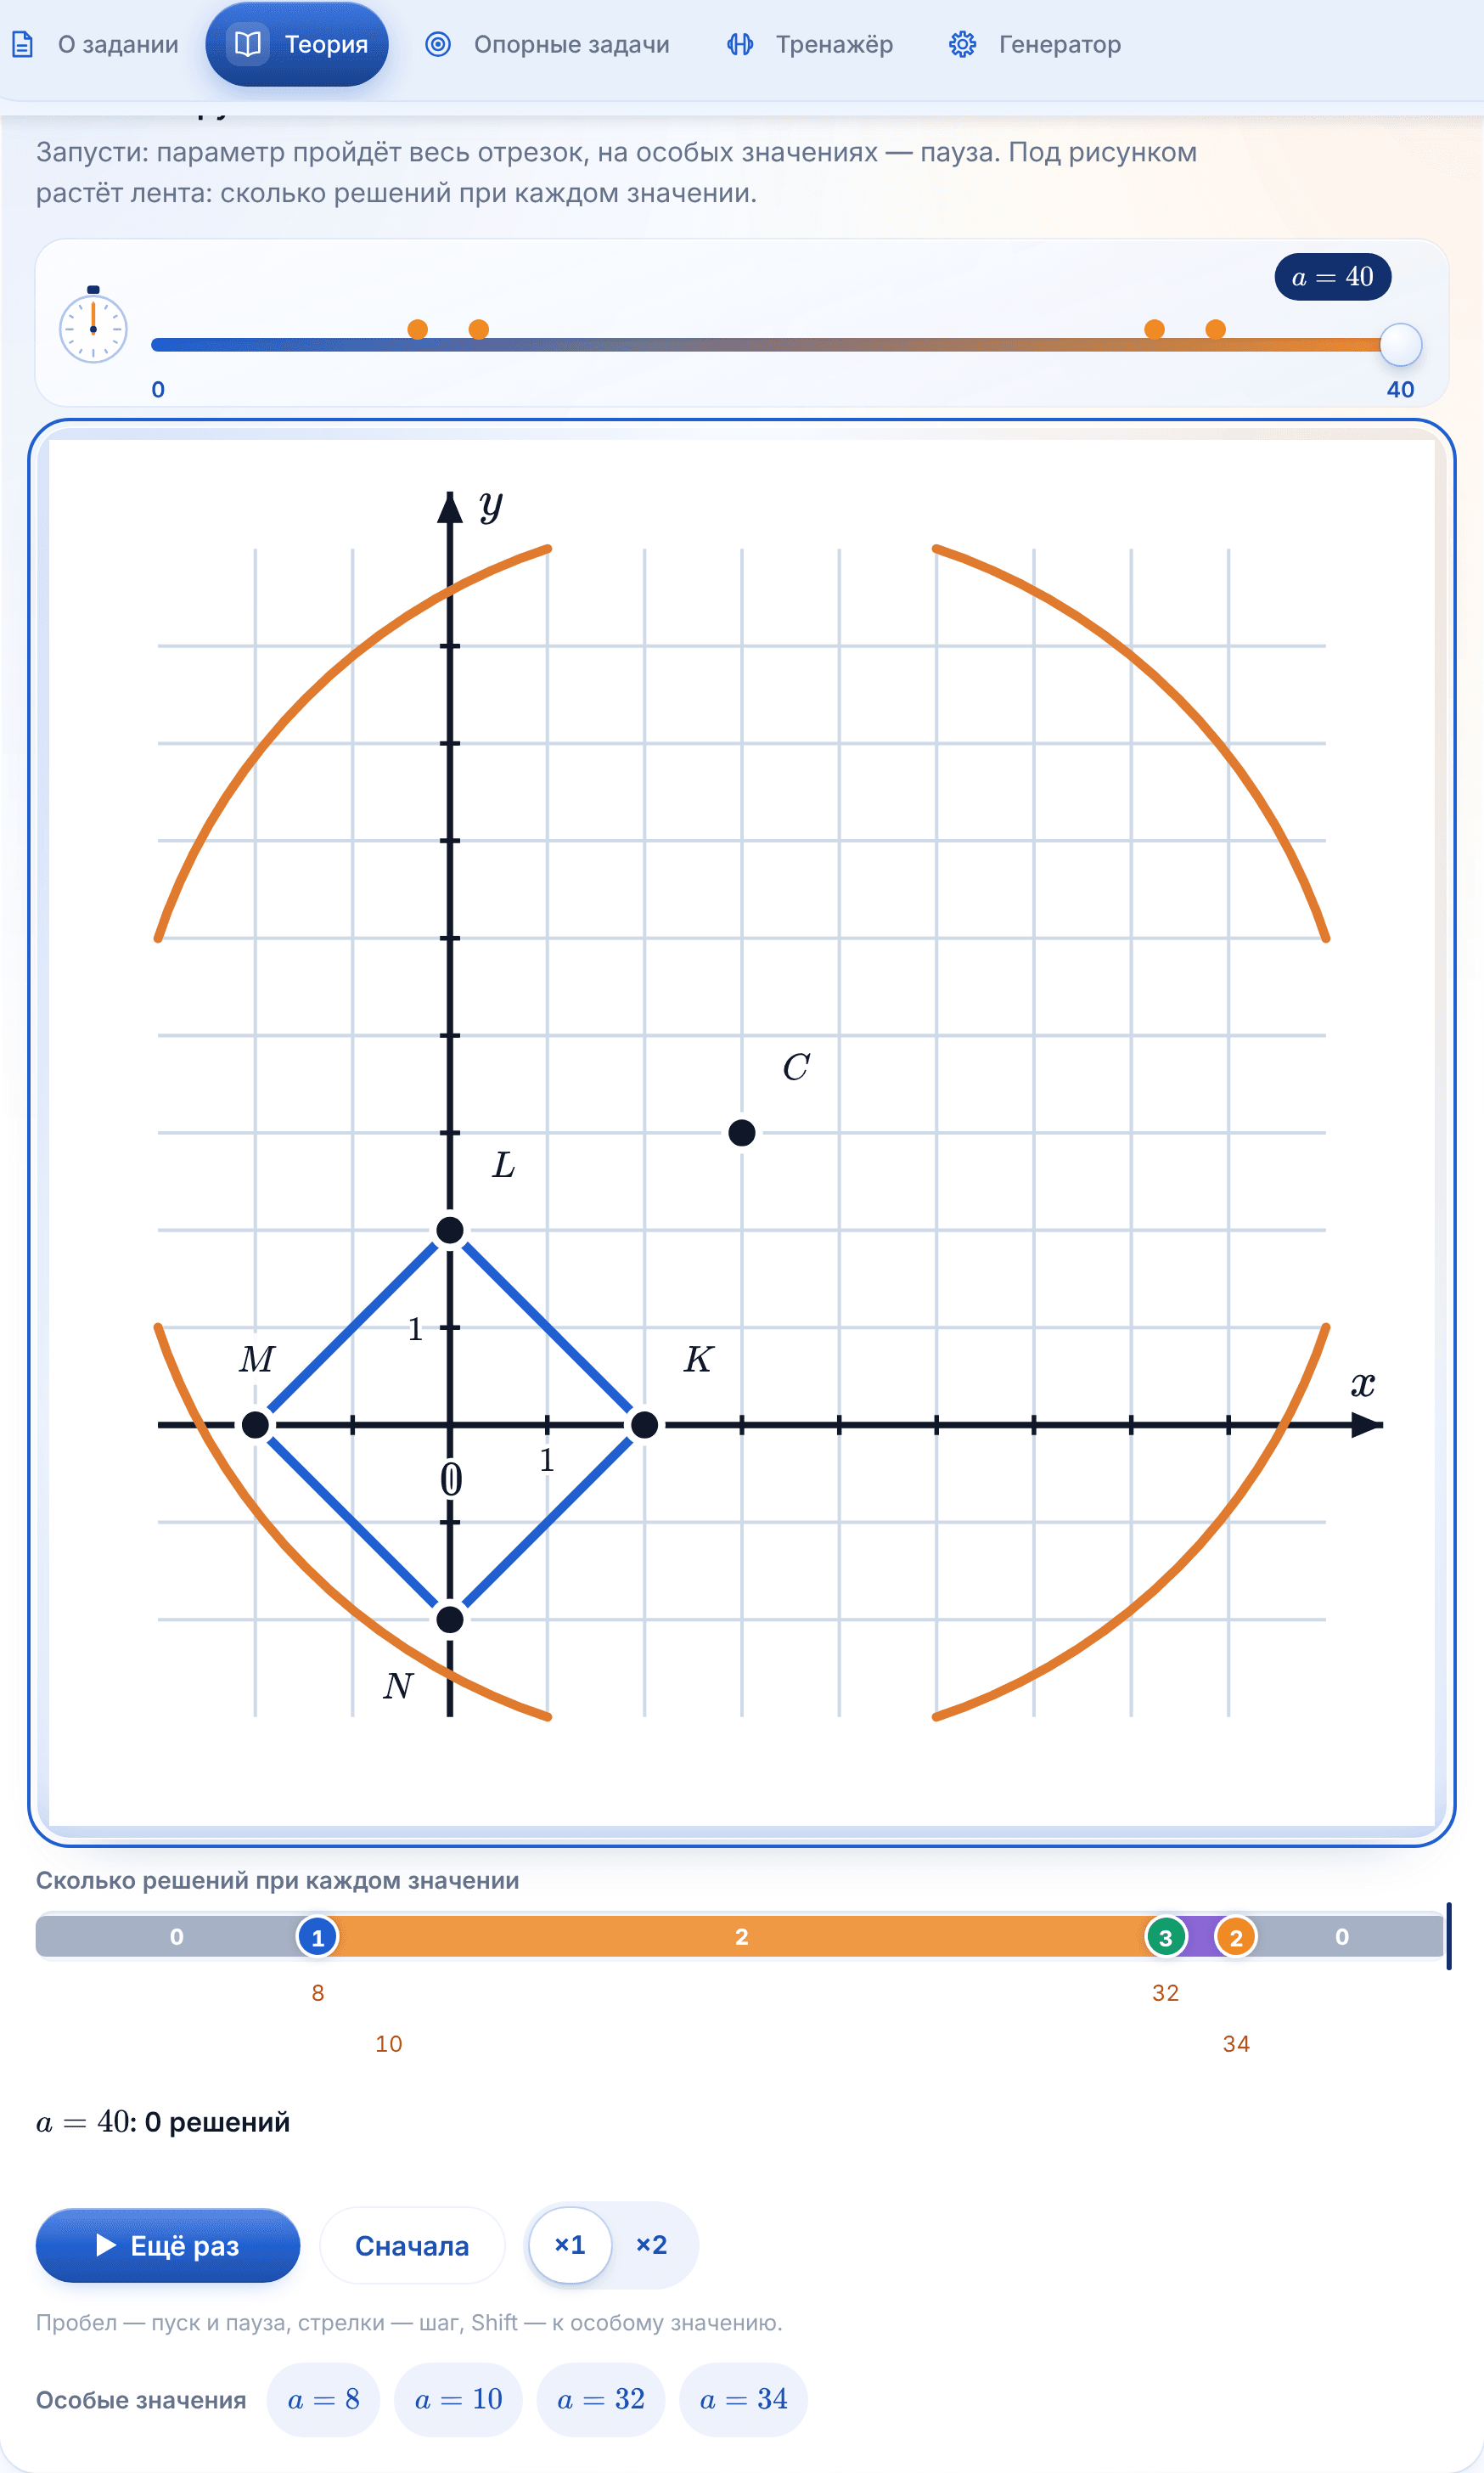 О задании
Теория
Опорные задачи
Тренажёр
Генератор
Запусти: параметр пройдёт весь отрезок, на особых значениях — пауза. Под рисунком
растёт лента: сколько решений при каждом значении.
a = 40
0
40
y
C
L
1
M
K
x
1
0
N
Сколько решений при каждом значении
0
1
2
3
2
0
8
32
10
34
a = 40: 0 решений
Ещё раз
Сначала
×1
×2
Пробел — пуск и пауза, стрелки — шаг, Shift — к особому значению.
Особые значения
a = 8
a = 10
a = 32
a = 34